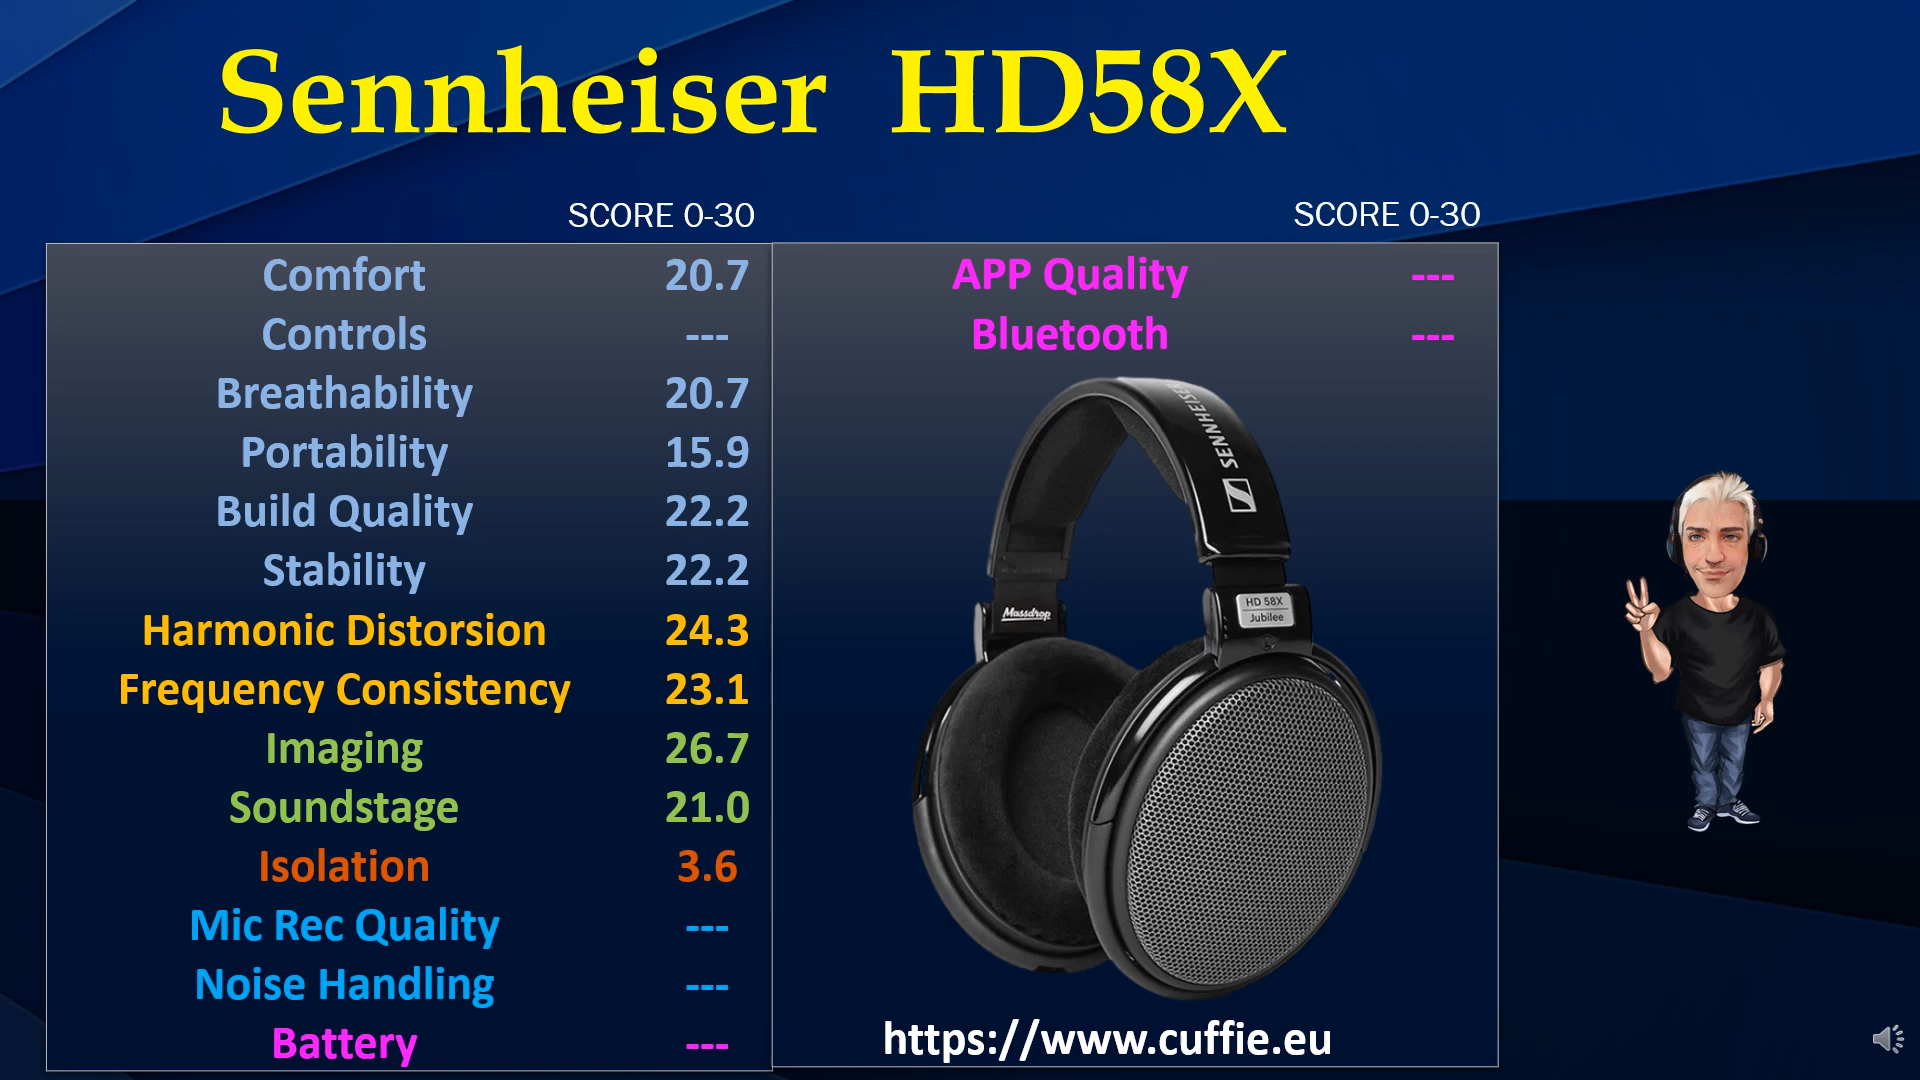 Sennheiser HD58X
SCORE 0-30
SCORE 0-30
Comfort 20.7
Controls ---
Breathability 20.7
Portability 15.9
Build Quality 22.2
Stability 22.2
Harmonic Distorsion 24.3
Frequency Consistency 23.1
Imaging 26.7
Soundstage 21.0
Isolation 3.6
Mic Rec Quality ---
Noise Handling ---
Battery ---
APP Quality ---
Bluetooth ---
SENNHEISER
Massdrop
HD 58X
Jubilee
https://www.cuffie.eu